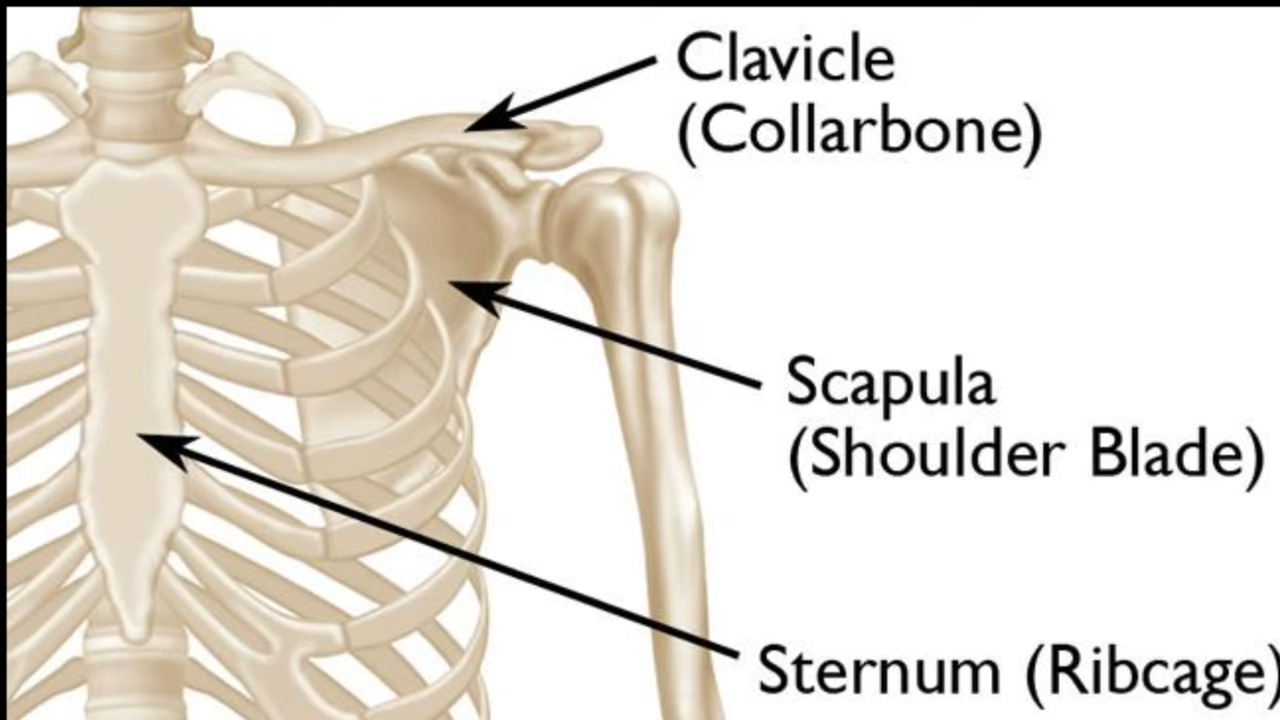 Clavicle
(Collarbone)
Scapula
(Shoulder Blade)
Sternum (Ribcage)